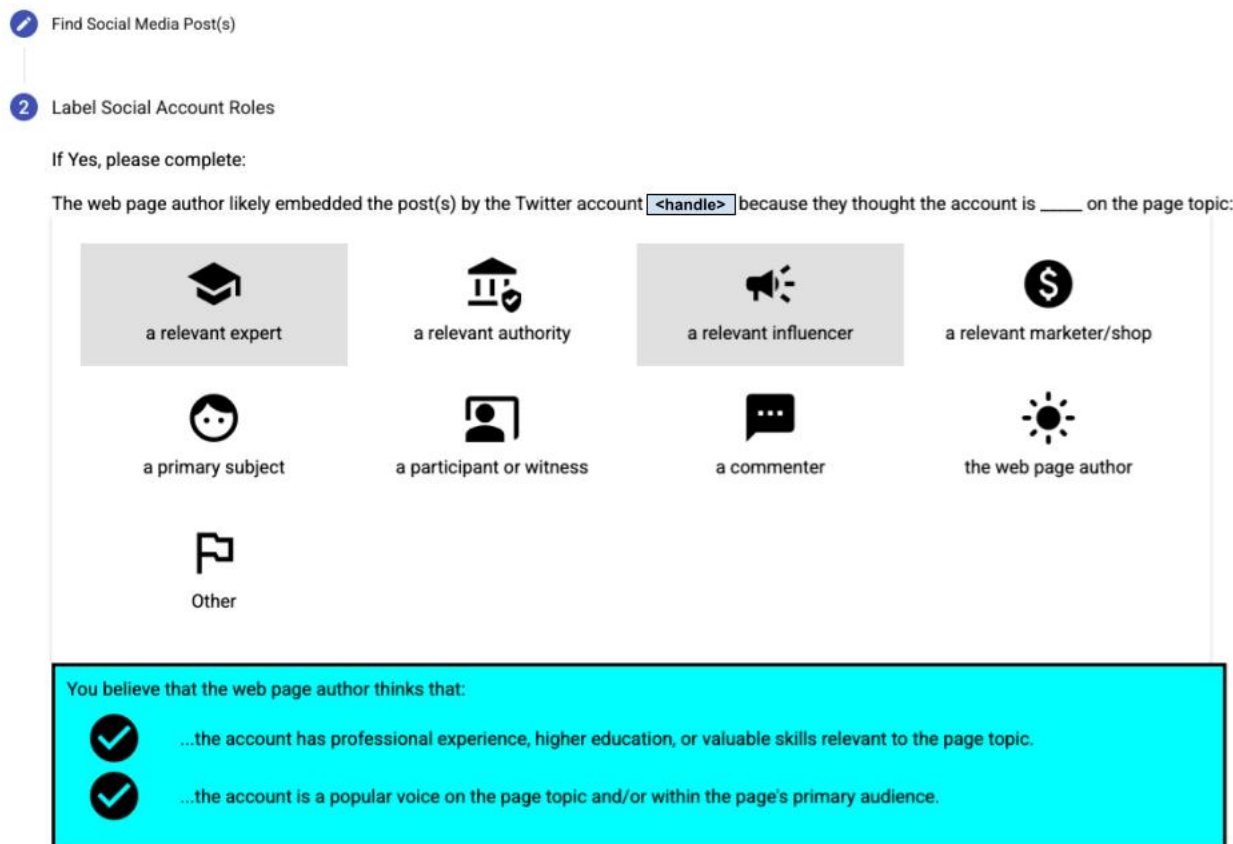 Find Social Media Post(s)
2 Label Social Account Roles
If Yes, please complete:
The web page author likely embedded the post(s) by the Twitter account <handle> because they thought the account is _____ on the page topic:
a relevant expert a relevant authority a relevant influencer a relevant marketer/shop
a primary subject a participant or witness a commenter the web page author
Other
You believe that the web page author thinks that:
...the account has professional experience, higher education, or valuable skills relevant to the page topic.
...the account is a popular voice on the page topic and/or within the page's primary audience.